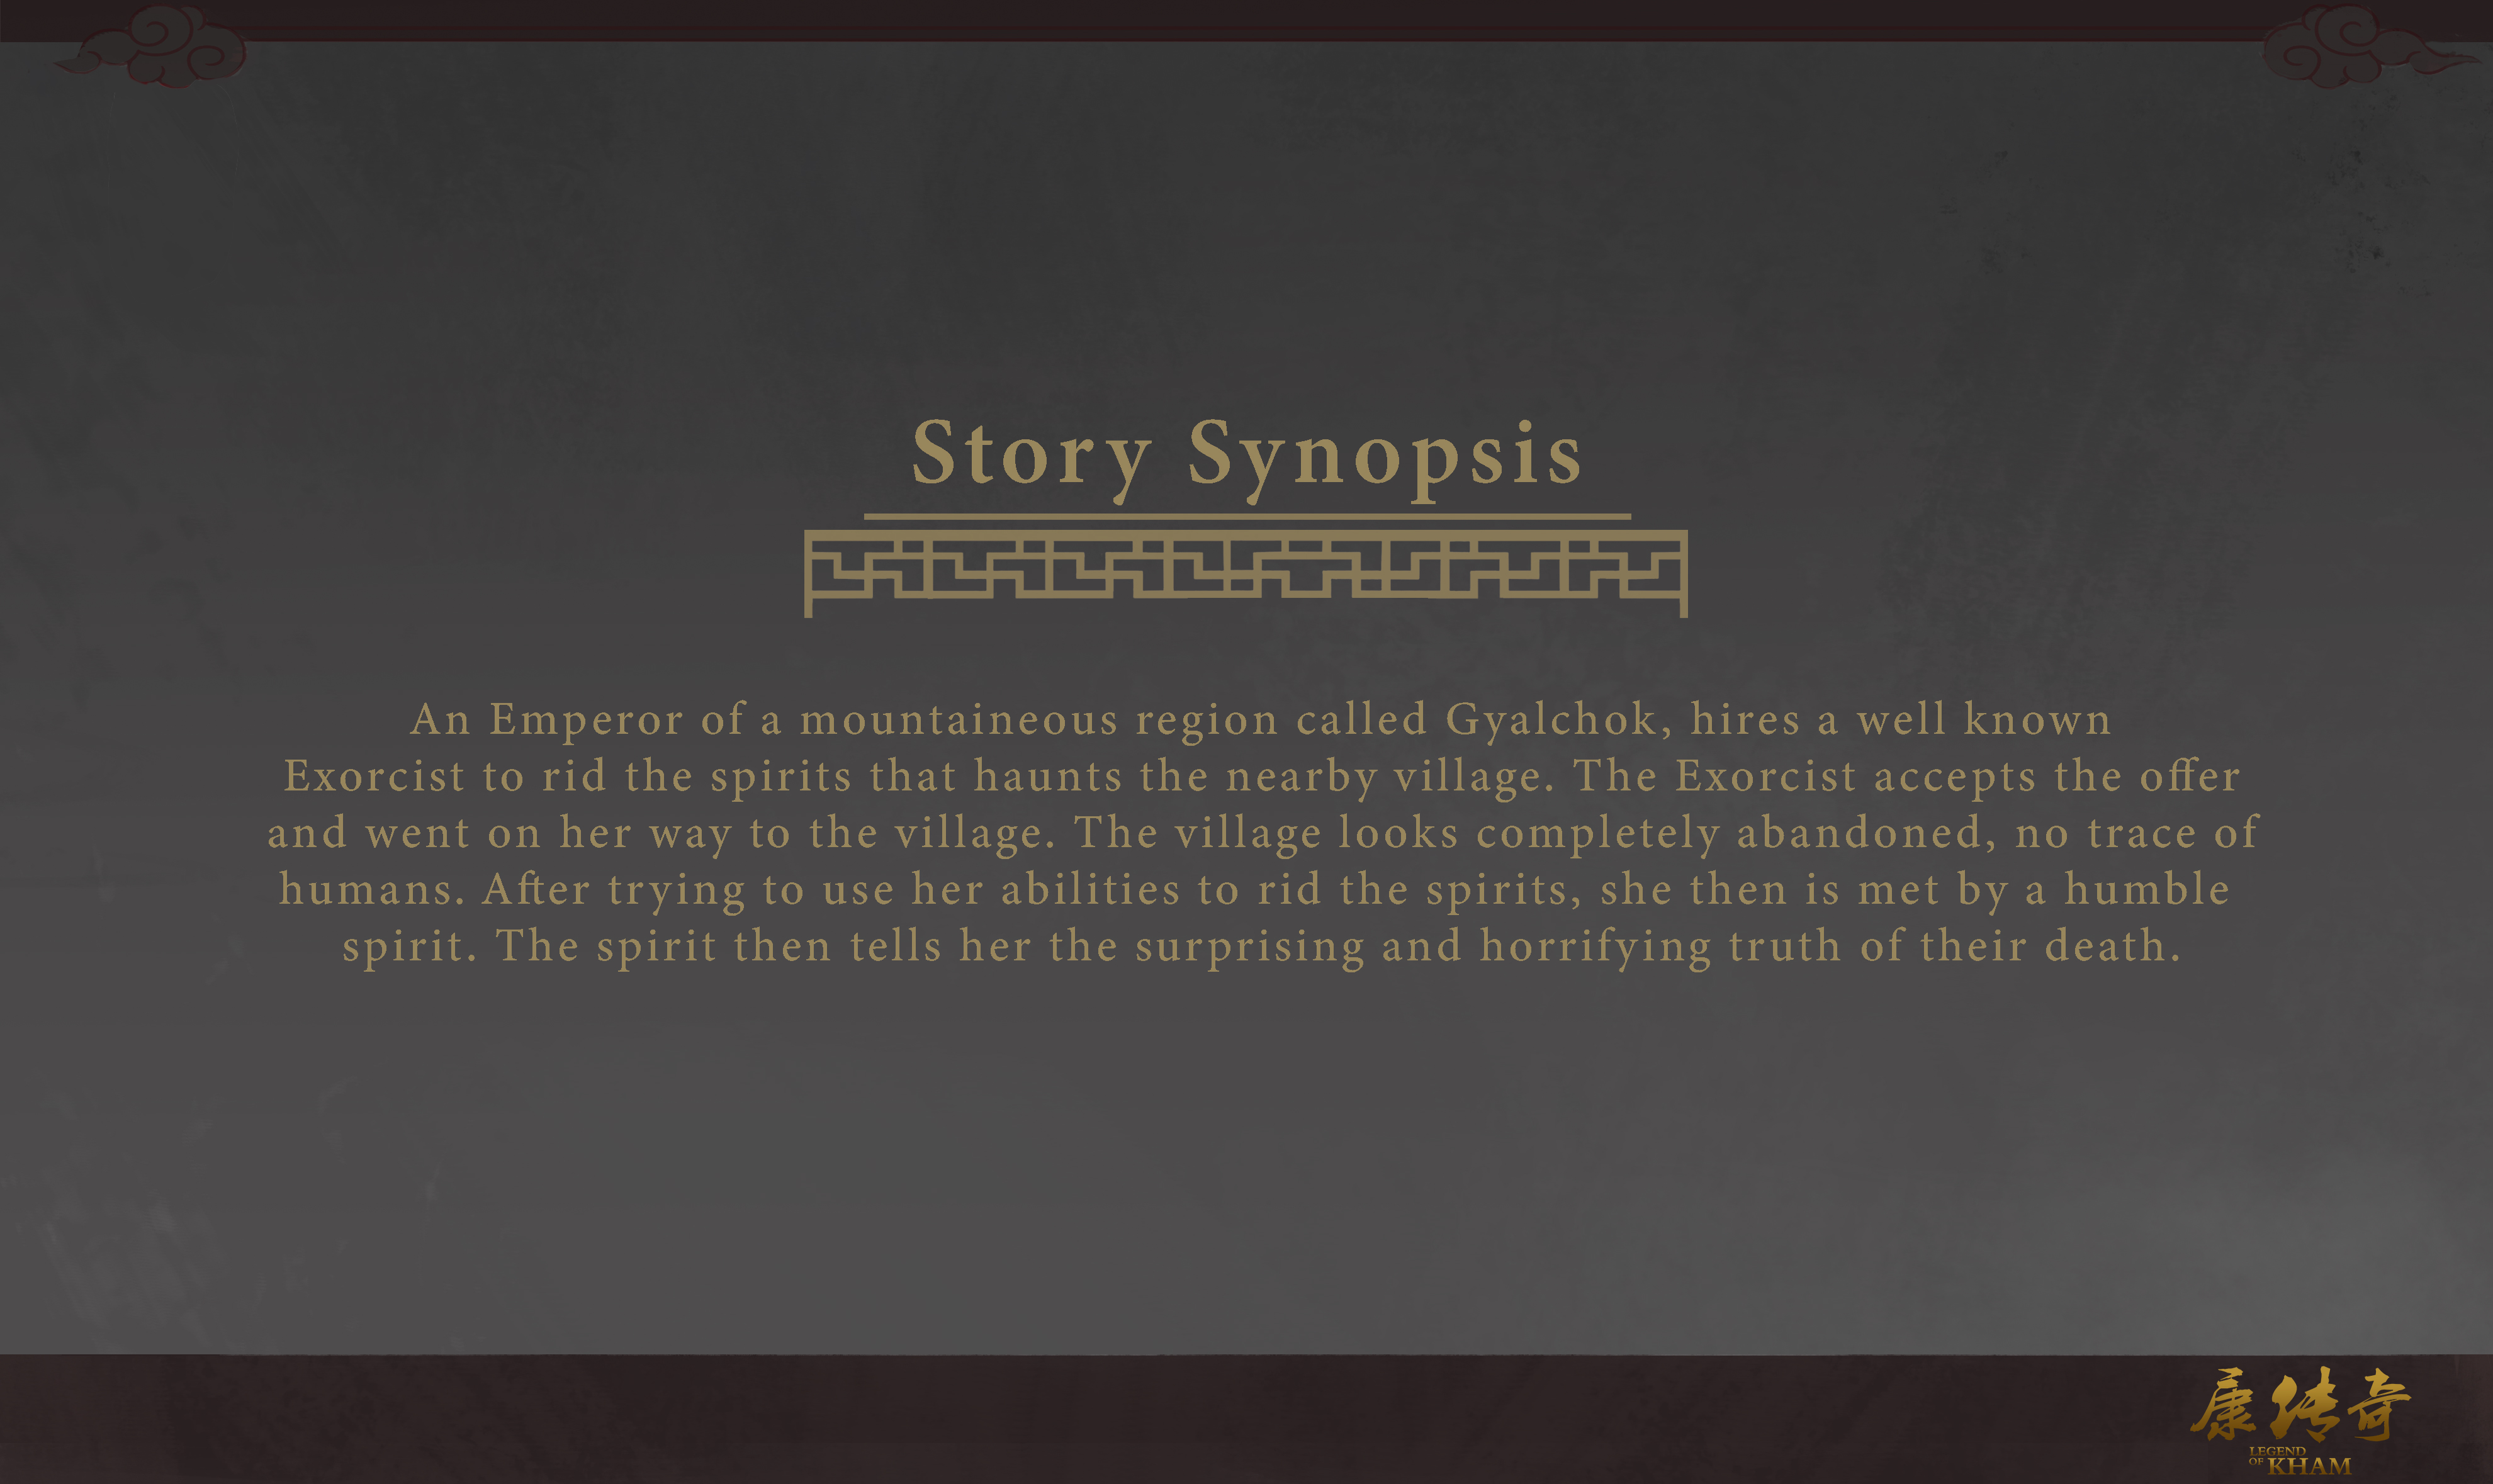 Story Synopsis
An Emperor of a mountaineous region called Gyalchok, hires a well known
Exorcist to rid the spirits that haunts the nearby village. The Exorcist accepts the offer
and went on her way to the village. The village looks completely abandoned, no trace of
humans. After trying to use her abilities to rid the spirits, she then is met by a humble
spirit. The spirit then tells her the surprising and horrifying truth of their death.
康传奇
LEGEND
OF KHAM